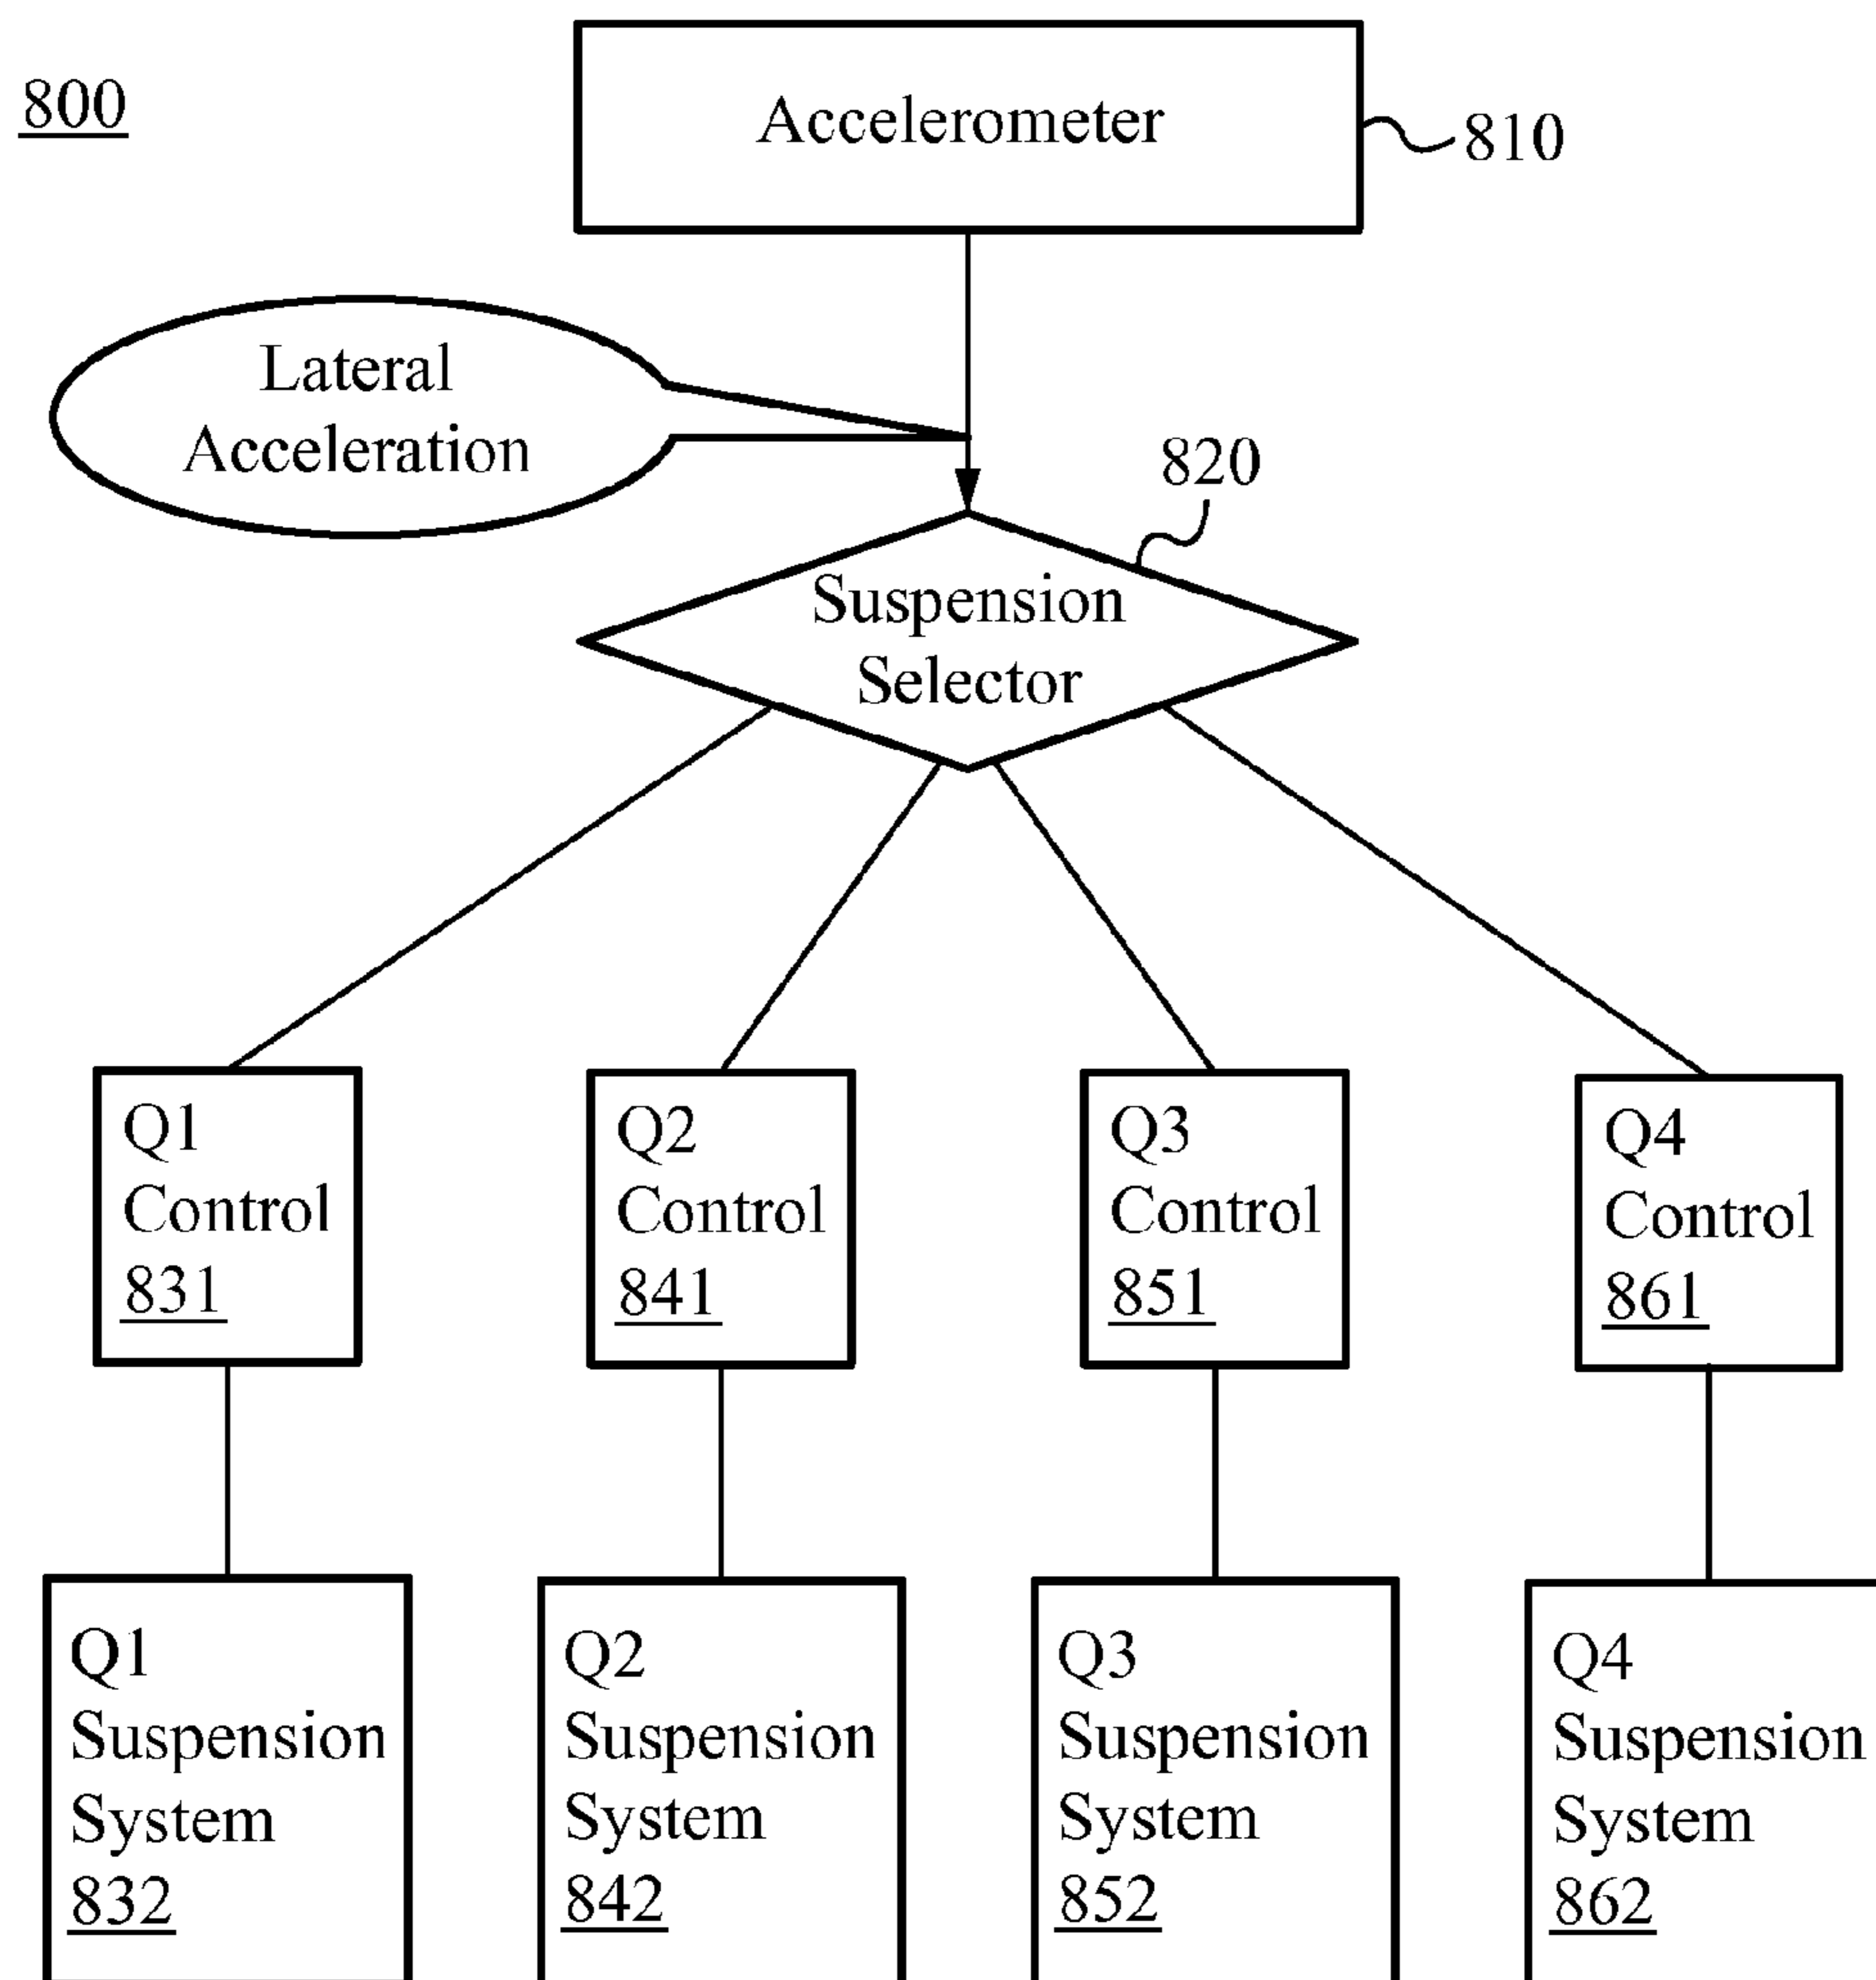 800
Accelerometer
810
Lateral
Acceleration
820
Suspension
Selector
Q1
Control
831
Q2
Control
841
Q3
Control
851
Q4
Control
861
Q1
Suspension
System
832
Q2
Suspension
System
842
Q3
Suspension
System
852
Q4
Suspension
System
862